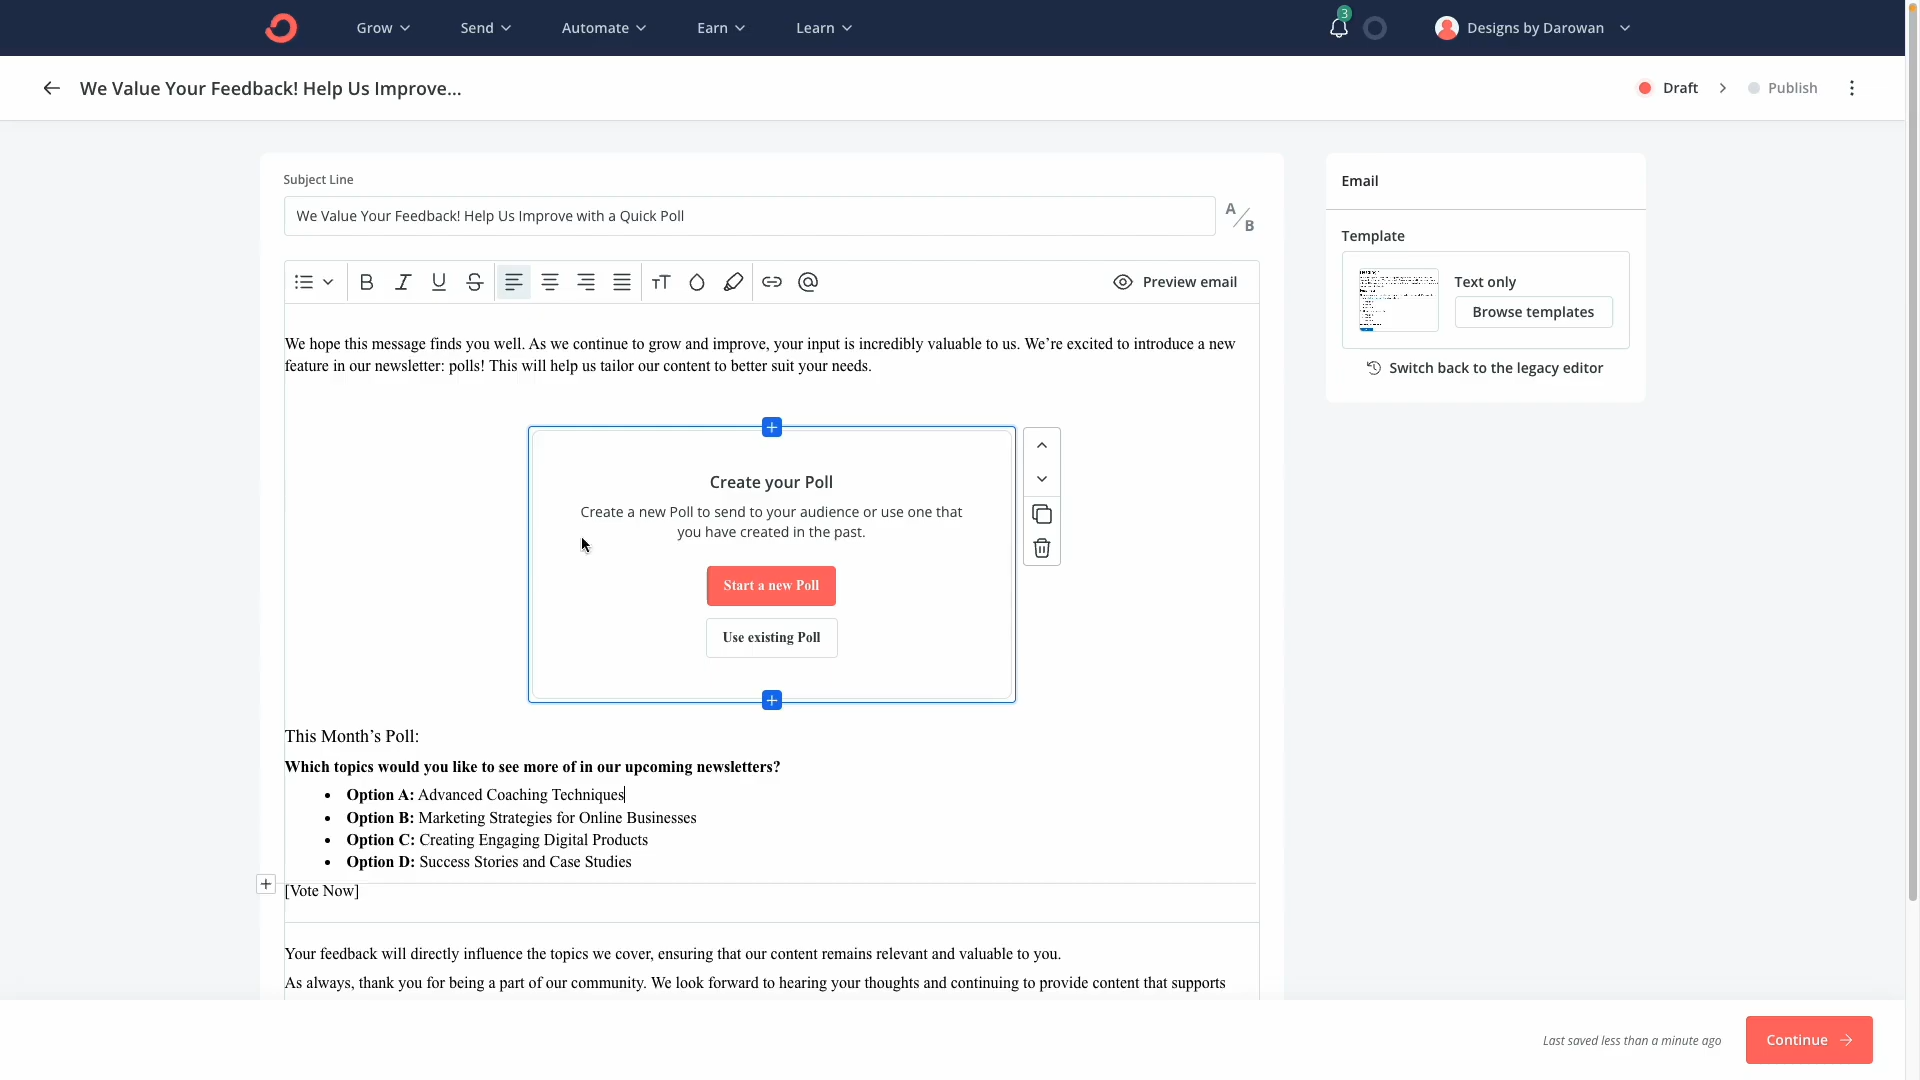 Grow
Send
Automate
Earn
Learn
3
Designs by Darowan
We Value Your Feedback! Help Us Improve...
Draft
Publish
Subject Line
We Value Your Feedback! Help Us Improve with a Quick Poll
A/B
Preview email
We hope this message finds you well. As we continue to grow and improve, your input is incredibly valuable to us. We’re excited to introduce a new
feature in our newsletter: polls! This will help us tailor our content to better suit your needs.
Create your Poll
Create a new Poll to send to your audience or use one that
you have created in the past.
Start a new Poll
Use existing Poll
This Month’s Poll:
Which topics would you like to see more of in our upcoming newsletters?
• Option A: Advanced Coaching Techniques
• Option B: Marketing Strategies for Online Businesses
• Option C: Creating Engaging Digital Products
• Option D: Success Stories and Case Studies
[Vote Now]
Your feedback will directly influence the topics we cover, ensuring that our content remains relevant and valuable to you.
As always, thank you for being a part of our community. We look forward to hearing your thoughts and continuing to provide content that supports
Email
Template
Text only
Browse templates
Switch back to the legacy editor
Last saved less than a minute ago
Continue